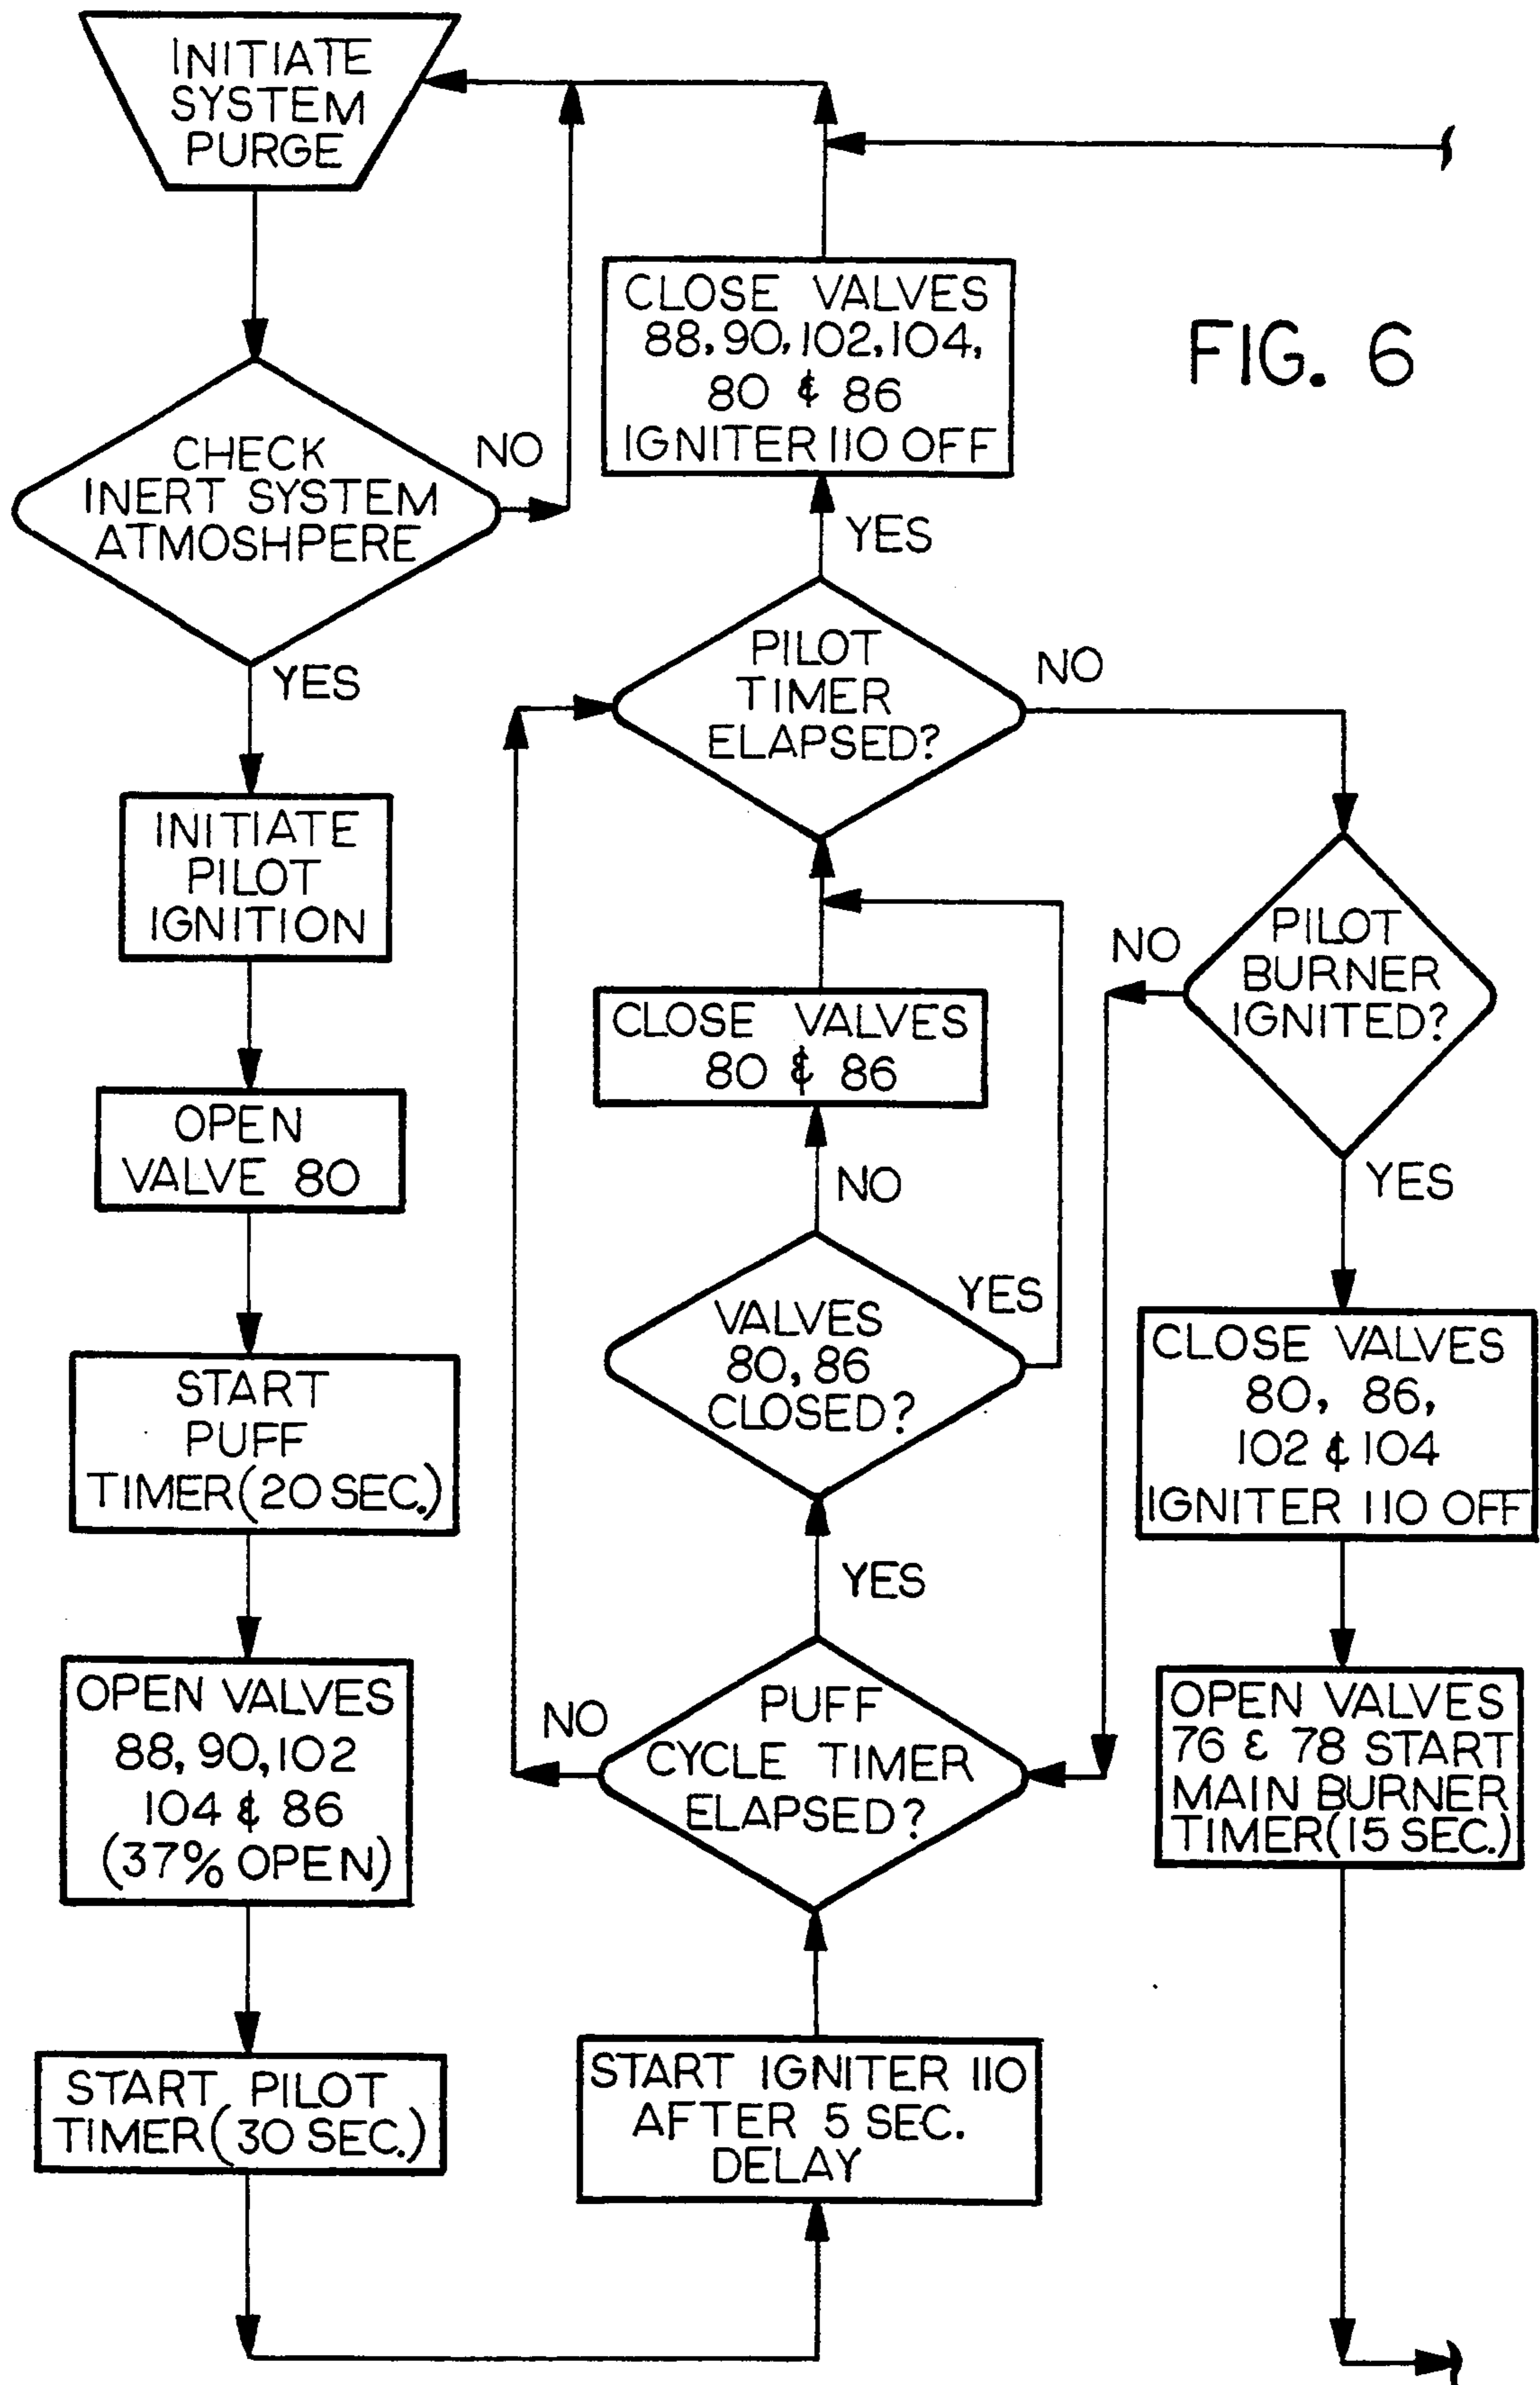 INITIATE
SYSTEM
PURGE
CHECK
INERT SYSTEM
ATMOSHPERE
NO
YES
INITIATE
PILOT
IGNITION
OPEN
VALVE 80
START
PUFF
TIMER(20 SEC.)
OPEN VALVES
88, 90, 102
104 & 86
(37% OPEN)
START PILOT
TIMER(30 SEC.)
CLOSE VALVES
88, 90, 102, 104,
80 & 86
IGNITER 110 OFF
YES
PILOT
TIMER
ELAPSED?
NO
CLOSE VALVES
80 & 86
NO
VALVES
80, 86
CLOSED?
YES
YES
PUFF
CYCLE TIMER
ELAPSED?
NO
START IGNITER 110
AFTER 5 SEC.
DELAY
FIG. 6
PILOT
BURNER
IGNITED?
NO
YES
CLOSE VALVES
80, 86,
102 & 104
IGNITER 110 OFF
OPEN VALVES
76 & 78 START
MAIN BURNER
TIMER(15 SEC.)